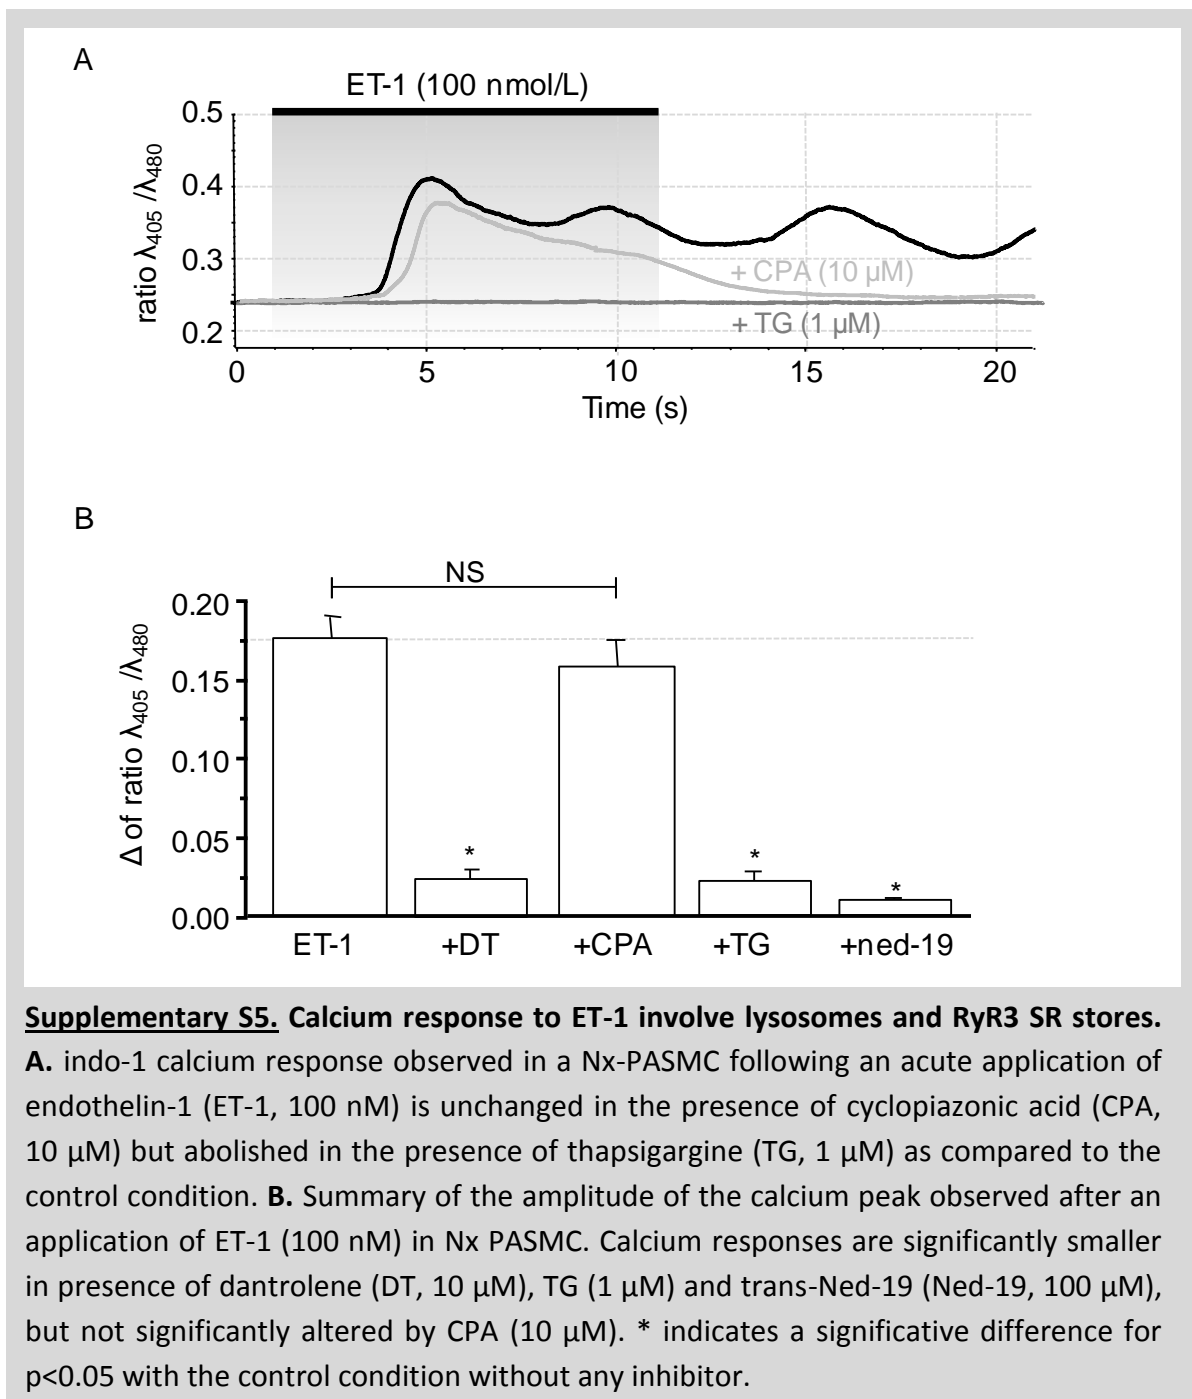 A
ET-1 (100 nmol/L)
0.5
0.4
0.3
0.2
ratio λ405 /λ480
+ CPA (10 µM)
+ TG (1 µM)
0 5 10 15 20
Time (s)
B
NS
0.20
0.15
0.10
0.05
0.00
Δ of ratio λ405 /λ480
* * *
ET-1 +DT +CPA +TG +ned-19
Supplementary S5. Calcium response to ET-1 involve lysosomes and RyR3 SR stores.
A. indo-1 calcium response observed in a Nx-PASMC following an acute application of
endothelin-1 (ET-1, 100 nM) is unchanged in the presence of cyclopiazonic acid (CPA,
10 µM) but abolished in the presence of thapsigargine (TG, 1 µM) as compared to the
control condition. B. Summary of the amplitude of the calcium peak observed after an
application of ET-1 (100 nM) in Nx PASMC. Calcium responses are significantly smaller
in presence of dantrolene (DT, 10 µM), TG (1 µM) and trans-Ned-19 (Ned-19, 100 µM),
but not significantly altered by CPA (10 µM). * indicates a significative difference for
p<0.05 with the control condition without any inhibitor.